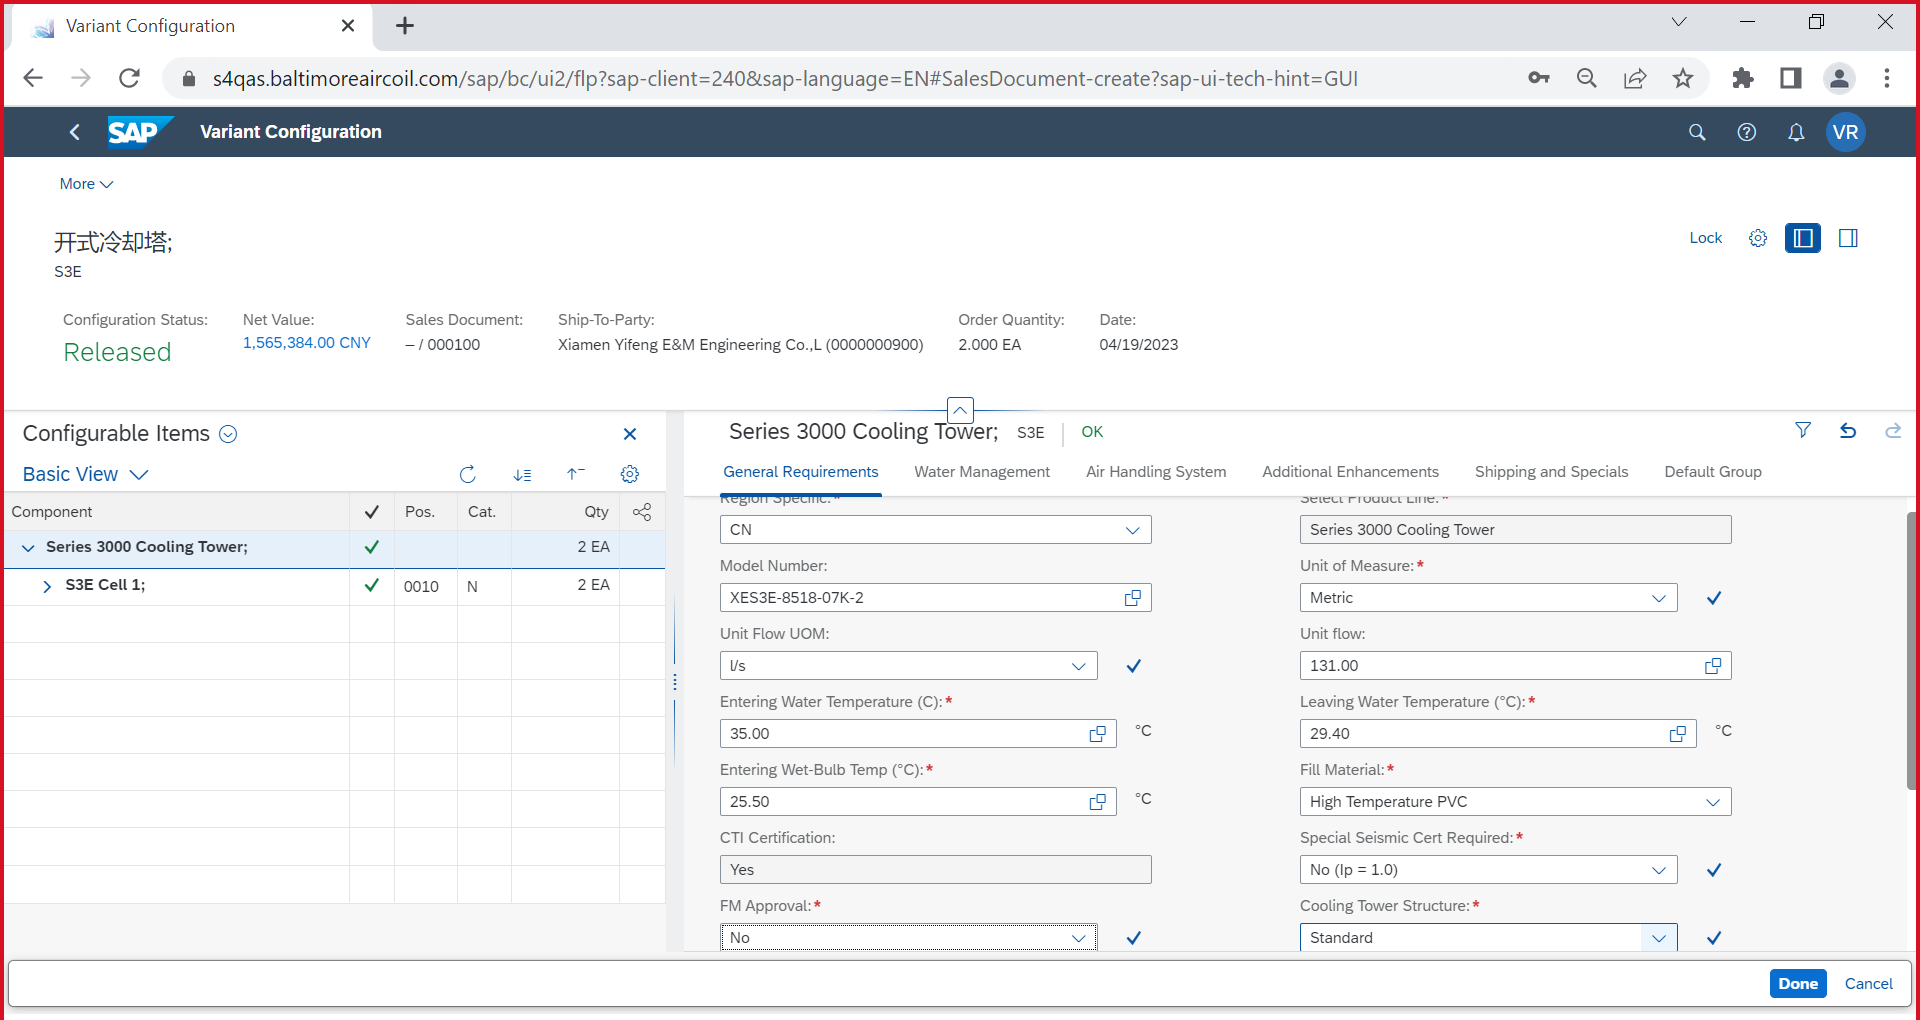 Variant Configuration
s4qas.baltimoreaircoil.com/sap/bc/ui2/flp?sap-client=240&sap-language=EN#SalesDocument-create?sap-ui-tech-hint=GUI
SAP Variant Configuration VR
More
开式冷却塔;
S3E
Lock
Configuration Status: Net Value: Sales Document: Ship-To-Party: Order Quantity: Date:
Released 1,565,384.00 CNY – / 000100 Xiamen Yifeng E&M Engineering Co.,L (0000000900) 2.000 EA 04/19/2023
Configurable Items
Basic View
Component Pos. Cat. Qty
Series 3000 Cooling Tower; 2 EA
S3E Cell 1; 0010 N 2 EA
Series 3000 Cooling Tower; S3E OK
General Requirements Water Management Air Handling System Additional Enhancements Shipping and Specials Default Group
Region Specific:* Select Product Line:*
CN Series 3000 Cooling Tower
Model Number: Unit of Measure:*
XES3E-8518-07K-2 Metric
Unit Flow UOM: Unit flow:
l/s 131.00
Entering Water Temperature (C):* Leaving Water Temperature (°C):*
35.00 °C 29.40 °C
Entering Wet-Bulb Temp (°C):* Fill Material:*
25.50 °C High Temperature PVC
CTI Certification: Special Seismic Cert Required:*
Yes No (Ip = 1.0)
FM Approval:* Cooling Tower Structure:*
No Standard
Done Cancel